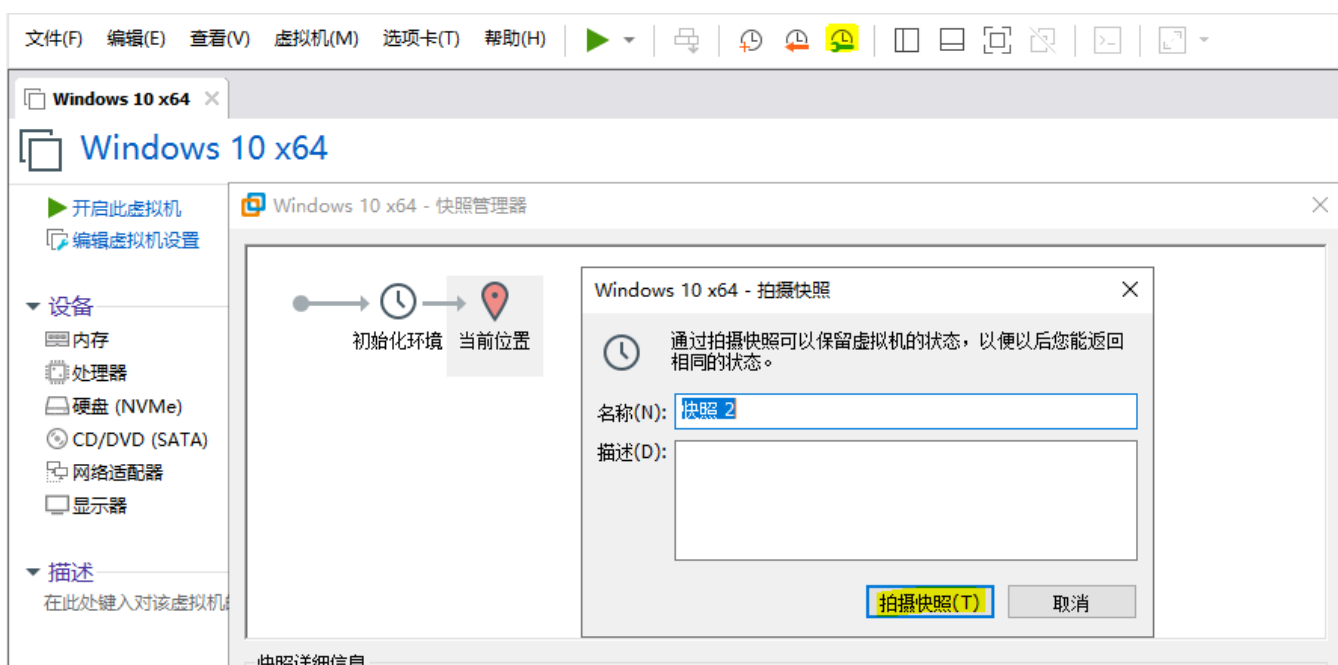 文件(F) 编辑(E) 查看(V) 虚拟机(M) 选项卡(T) 帮助(H)
Windows 10 x64
Windows 10 x64
开启此虚拟机
编辑虚拟机设置
设备
内存
处理器
硬盘 (NVMe)
CD/DVD (SATA)
网络适配器
显示器
描述
在此处键入对该虚拟机
Windows 10 x64 - 快照管理器
初始化环境 当前位置
Windows 10 x64 - 拍摄快照
通过拍摄快照可以保留虚拟机的状态，以便以后您能返回
相同的状态。
名称(N): 快照 2
描述(D):
拍摄快照(T) 取消
快照详细信息